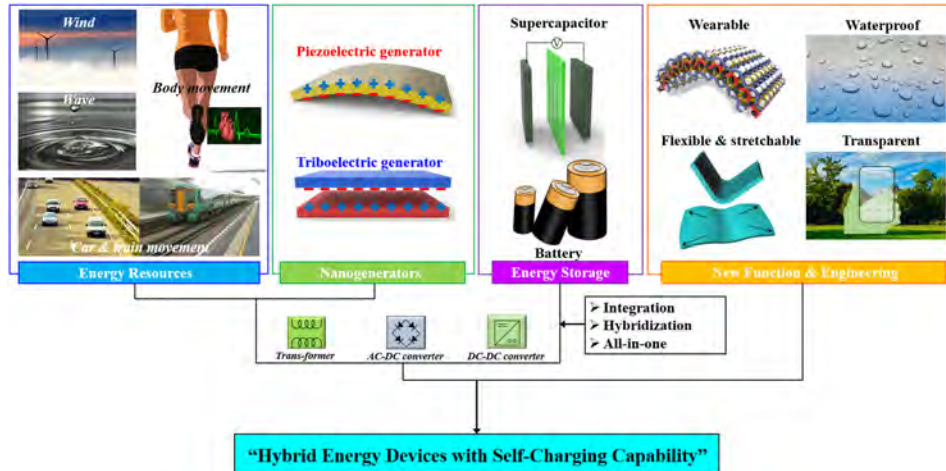 Wind
Wave
Body movement
Car & train movement
Energy Resources
Piezoelectric generator
Triboelectric generator
Nanogenerators
Supercapacitor
V
Battery
Energy Storage
Wearable
Waterproof
Flexible & stretchable
Transparent
New Function & Engineering
Trans-former
AC-DC converter
DC-DC converter
➢ Integration
➢ Hybridization
➢ All-in-one
“Hybrid Energy Devices with Self-Charging Capability”